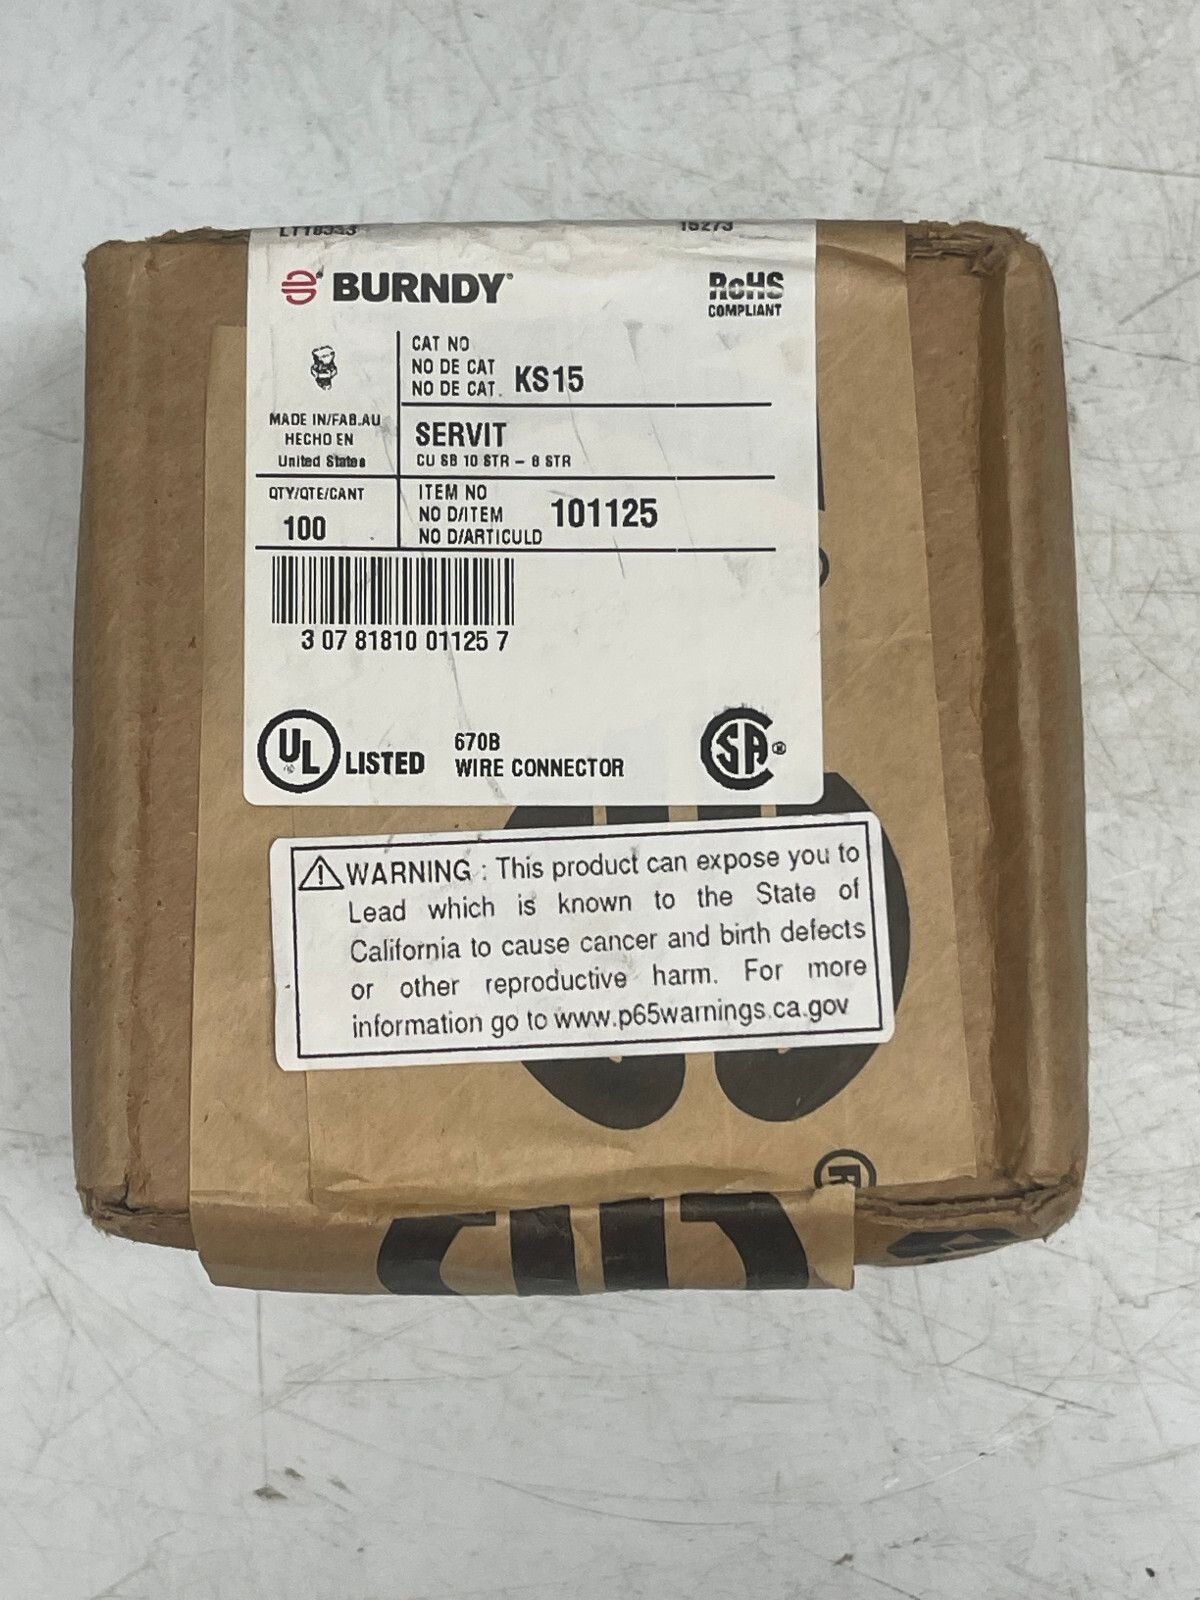 BURNDY®
RoHS
COMPLIANT
CAT NO
NO DE CAT
NO DE CAT. KS15
MADE IN/FAB.AU
HECHO EN
United States
SERVIT
CU SB 10 STR - 8 STR
QTY/QTE/CANT
100
ITEM NO
NO D/ITEM
NO D/ARTICULD
101125
3 07 81810 01125 7
UL LISTED
670B
WIRE CONNECTOR
SA®
⚠WARNING : This product can expose you to
Lead which is known to the State of
California to cause cancer and birth defects
or other reproductive harm. For more
information go to www.p65warnings.ca.gov
®